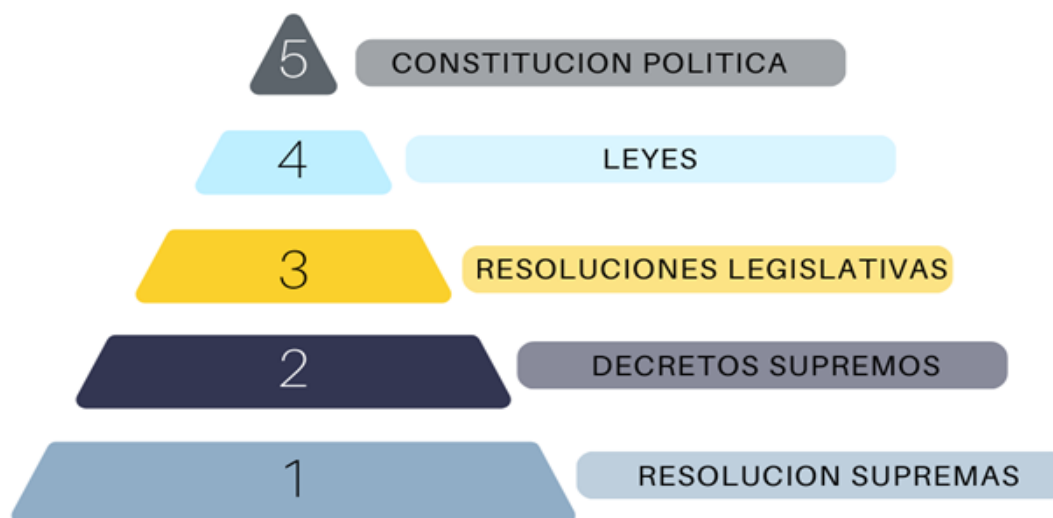 5 CONSTITUCION POLITICA
4 LEYES
3 RESOLUCIONES LEGISLATIVAS
2 DECRETOS SUPREMOS
1 RESOLUCION SUPREMAS